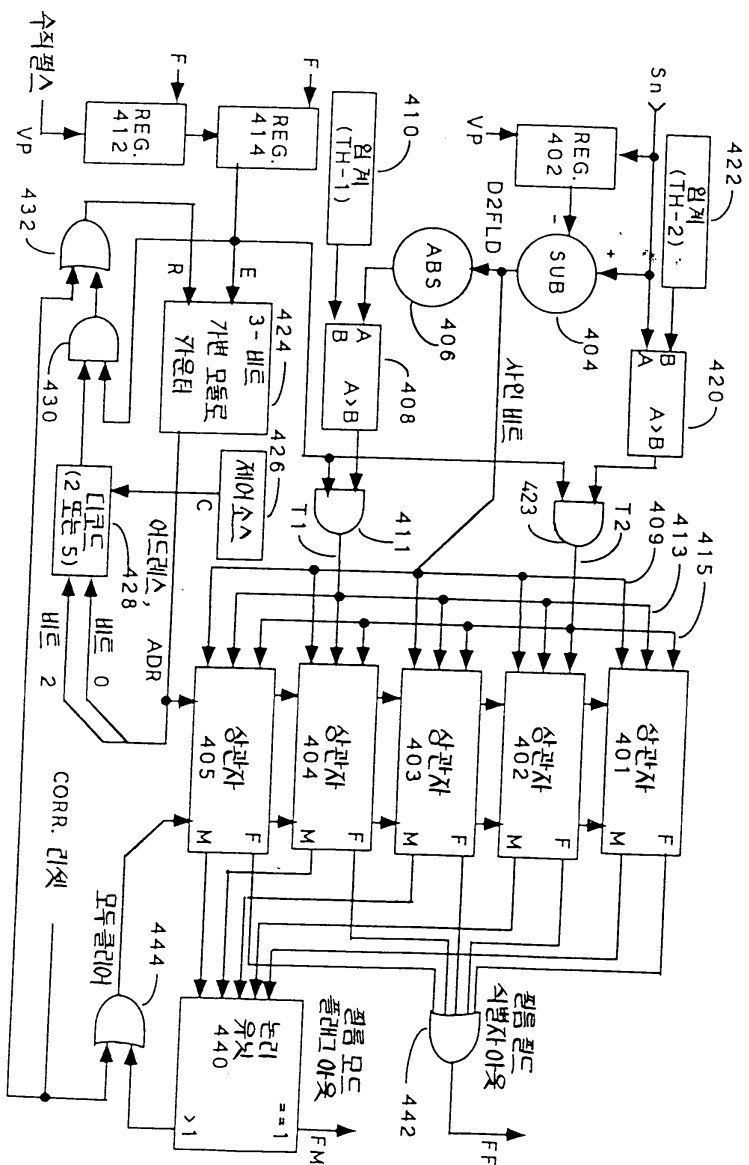 Sn
422
임계
(TH-2)
B
A
A>B
420
REG.
402
VP
-
+
SUB
404
D2FLD
ABS
406
410
임계
(TH-1)
A
B
A>B
408
사인 비트
423
T2
411
T1
409
413
415
F
REG.
414
F
REG.
412
수직펄스
VP
432
430
R
E
3-비트
가변 모듈로
카운터
424
426
제어소스
C
디코드
(2 또는 5)
428
어드레스, ADR
비트 0
비트 2
상관자
401
M
F
상관자
402
M
F
상관자
403
M
F
상관자
404
M
F
상관자
405
M
F
CORR. 리셋
모두클리어
444
논리
유닛
440
==1
>1
필름 모드
플래그 아웃
FM
필름 필드
식별자 아웃
442
FF